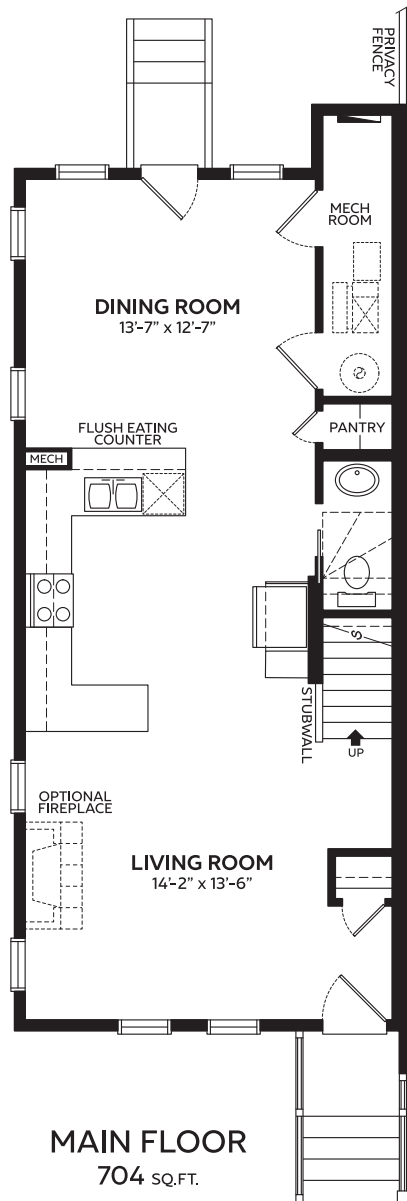 PRIVACY
FENCE
MECH
ROOM
DINING ROOM
13'-7" x 12'-7"
FLUSH EATING
COUNTER
PANTRY
MECH
S
STUBWALL
UP
OPTIONAL
FIREPLACE
LIVING ROOM
14'-2" x 13'-6"
MAIN FLOOR
704 SQ.FT.